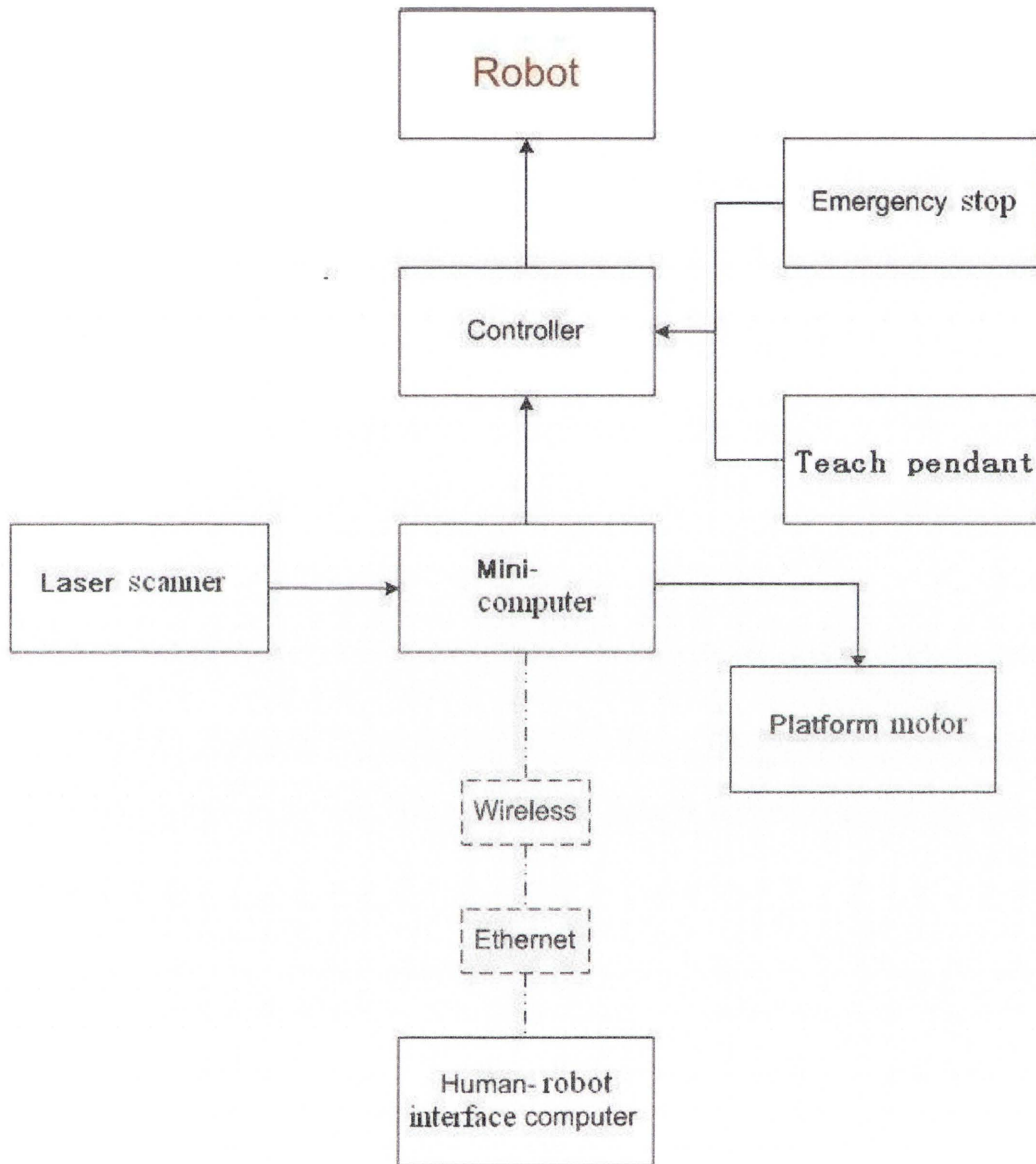 Robot
Emergency stop
Controller
Teach pendant
Laser scanner
Mini-
computer
Platform motor
Wireless
Ethernet
Human- robot
interface computer